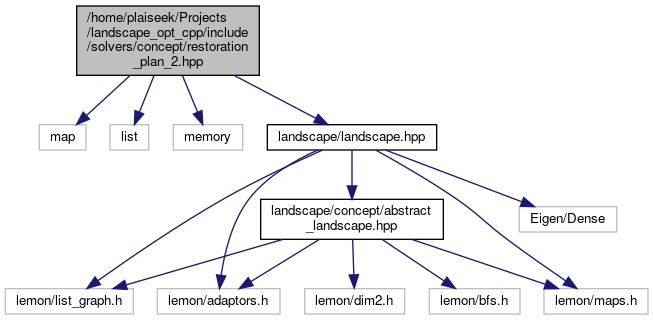 /home/plaiseek/Projects
/landscape_opt_cpp/include
/solvers/concept/restoration
_plan_2.hpp
map
list
memory
landscape/landscape.hpp
landscape/concept/abstract
_landscape.hpp
Eigen/Dense
lemon/list_graph.h
lemon/adaptors.h
lemon/dim2.h
lemon/bfs.h
lemon/maps.h